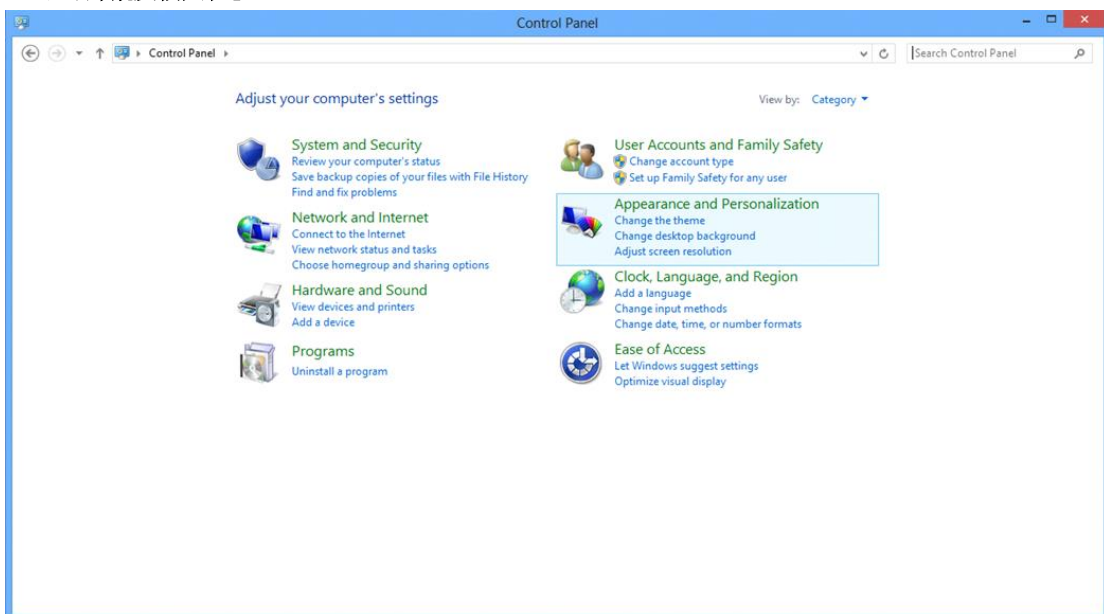 Control Panel
Control Panel
Search Control Panel
Adjust your computer's settings
View by: Category
System and Security
Review your computer's status
Save backup copies of your files with File History
Find and fix problems
Network and Internet
Connect to the Internet
View network status and tasks
Choose homegroup and sharing options
Hardware and Sound
View devices and printers
Add a device
Programs
Uninstall a program
User Accounts and Family Safety
Change account type
Set up Family Safety for any user
Appearance and Personalization
Change the theme
Change desktop background
Adjust screen resolution
Clock, Language, and Region
Add a language
Change input methods
Change date, time, or number formats
Ease of Access
Let Windows suggest settings
Optimize visual display